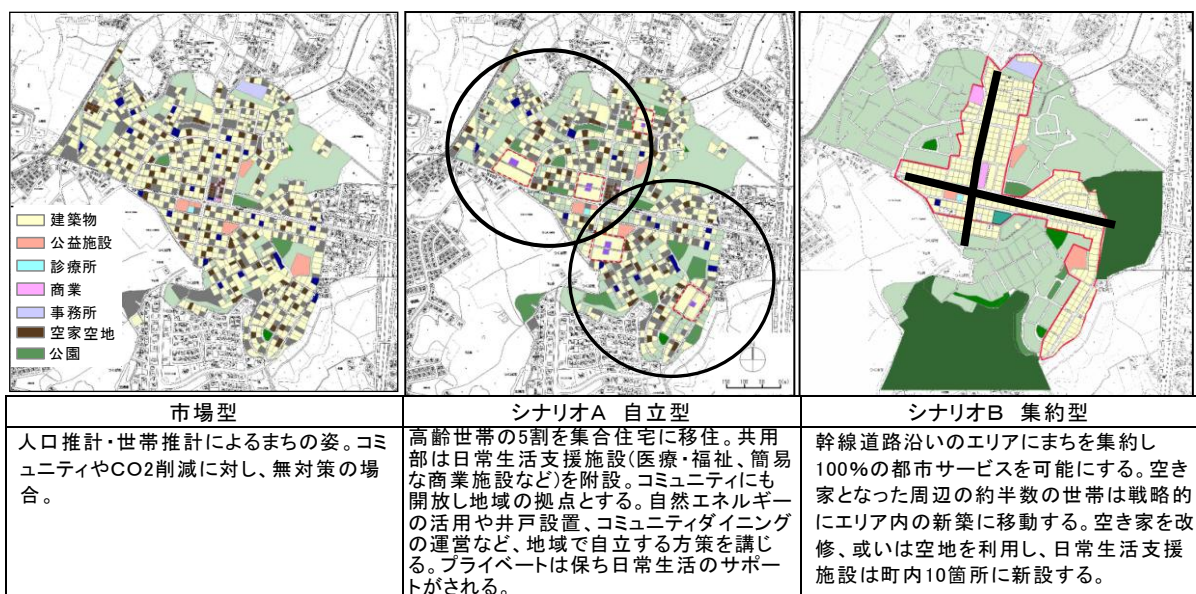 建築物
公益施設
診療所
商業
事務所
空家空地
公園
市場型
シナリオA 自立型
シナリオB 集約型
人口推計・世帯推計によるまちの姿。コミ
ュニティやCO2削減に対し、無対策の場
合。
高齢世帯の5割を集合住宅に移住。共用
部は日常生活支援施設(医療・福祉、簡易
な商業施設など)を附設。コミュニティにも
開放し地域の拠点とする。自然エネルギー
の活用や井戸設置、コミュニティダイニング
の運営など、地域で自立する方策を講じ
る。プライベートは保ち日常生活のサポー
トがされる。
幹線道路沿いのエリアにまちを集約し
100%の都市サービスを可能にする。空き
家となった周辺の約半数の世帯は戦略的
にエリア内の新築に移動する。空き家を改
修、或いは空地を利用し、日常生活支援
施設は町内10箇所に新設する。